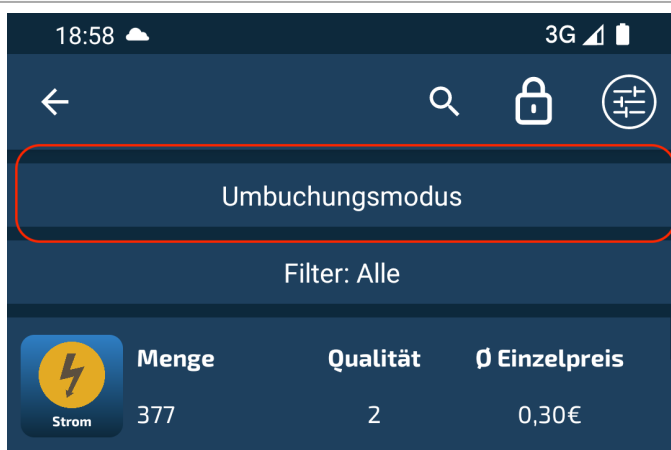 18:58 3G
Umbuchungsmodus
Filter: Alle
Menge Qualität Ø Einzelpreis
Strom 377 2 0,30€